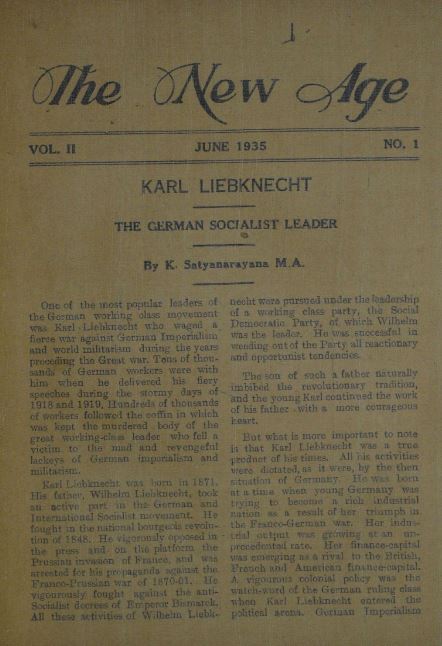 The New Age
VOL. II JUNE 1935 NO. 1
KARL LIEBKNECHT
THE GERMAN SOCIALIST LEADER
By K. Satyanarayana M.A.
One of the most popular leaders of
the German working class movement
was Karl Liebknecht who waged a
fierce war against German Imperialism
and world militarism during the years
preceding the Great War. Tens of thou-
sands of German workers were with
him when he delivered his fiery
speeches during the stormy days of
1918 and 1919. Hundreds of thousands
of workers followed the coffin in which
was kept the murdered body of the
great working-class leader who fell a
victim to the mad and revengeful
lackeys of German imperialism and
militarism.
Karl Liebknecht was born in 1871.
His father, Wilhelm Liebknecht, took
an active part in the German and
International Socialist movement. He
fought in the national bourgeois revolu-
tion of 1848. He vigorously opposed in
the press and on the platform the
Prussian invasion of France, and was
arrested for his propaganda against the
Franco-Prussian war of 1870-01. He
vigourously fought against the anti-
Socialist decrees of Emperor Bismarck.
All these activities of Wilhelm Liebk-
necht were pursued under the leadership
of a working class party, the Social
Democratic Party, of which Wilhelm
was the leader. He was successful in
weeding out of the Party all reactionary
and opportunist tendencies.
The son of such a father naturally
imbibed the revolutionary tradition,
and the young Karl continued the work
of his father with a more courageous
heart.
But what is more important to note
is that Karl Liebknecht was a true
product of his times. All his activities
were dictated, as it were, by the then
situation of Germany. He was born
at a time when young Germany was
trying to become a rich industrial
nation as a result of her triumph in
the Franco-German war. Her indus-
trial output was growing at an un-
precedented rate. Her finance-capital
was emerging as a rival to the British,
French and American finance-capital.
A vigourous colonial policy was the
watch-word of the German ruling class
when Karl Liebknecht entered the
political arena. German Imperialism